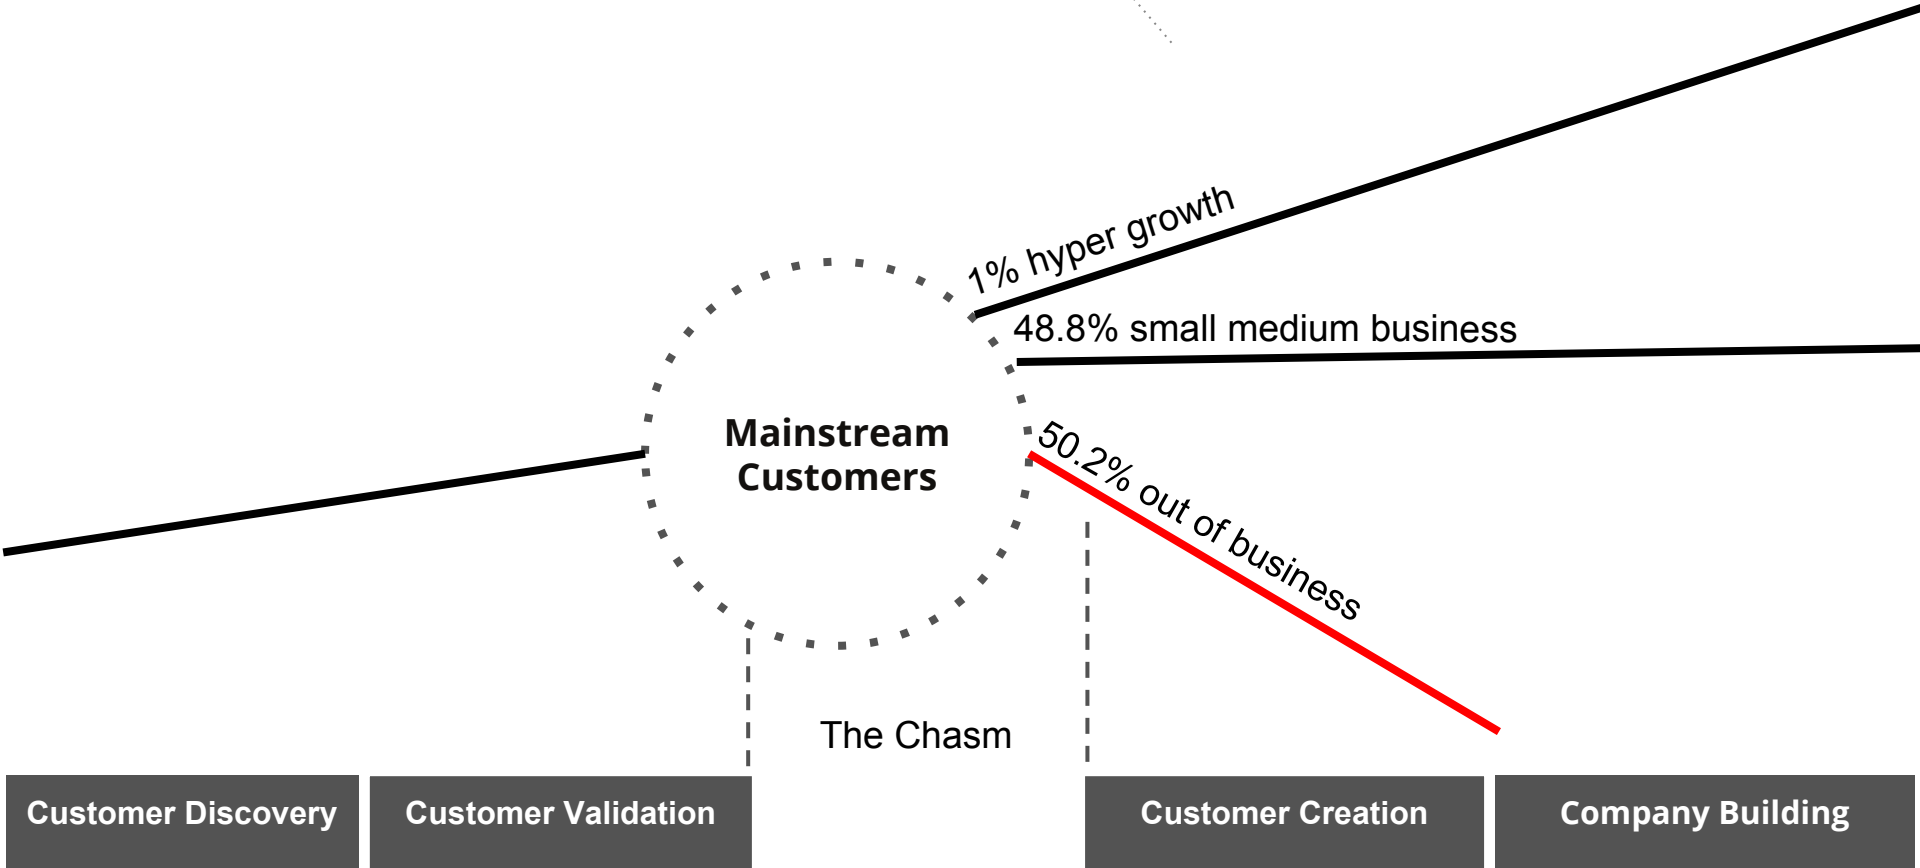 1% hyper growth
48.8% small medium business
Mainstream
Customers
50.2% out of business
The Chasm
Customer Discovery
Customer Validation
Customer Creation
Company Building